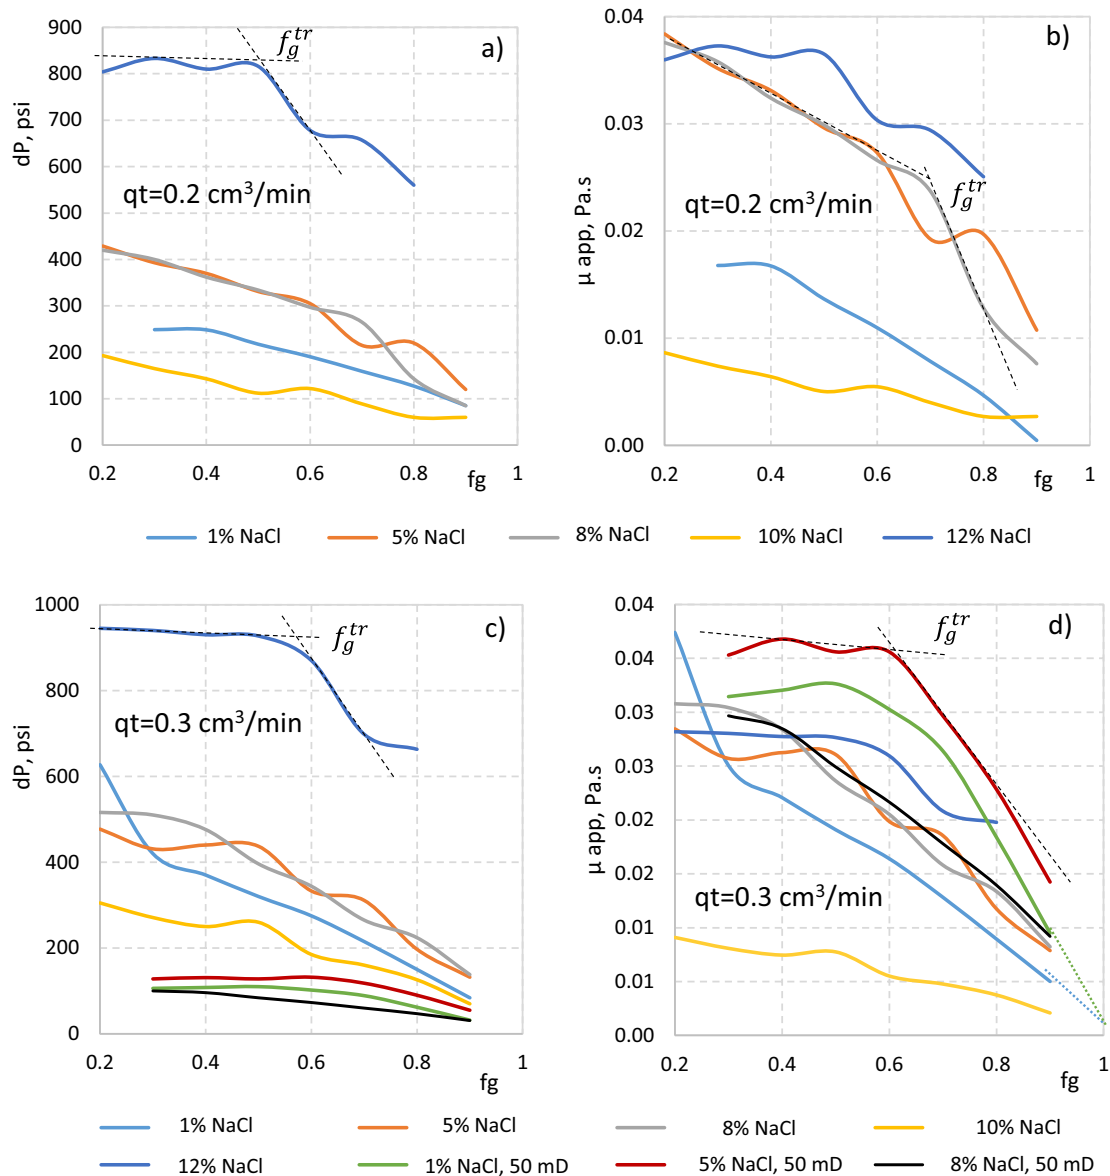 a)
900
800
700
600
500
400
300
200
100
0
dP, psi
f_g^tr
qt=0.2 cm³/min
0.2 0.4 0.6 0.8 1
fg
b)
0.04
0.03
0.02
0.01
0.00
μ app, Pa.s
qt=0.2 cm³/min
f_g^tr
0.2 0.4 0.6 0.8 1
fg
1% NaCl 5% NaCl 8% NaCl 10% NaCl 12% NaCl
c)
1000
800
600
400
200
0
dP, psi
f_g^tr
qt=0.3 cm³/min
0.2 0.4 0.6 0.8 1
fg
d)
0.04
0.04
0.03
0.03
0.02
0.02
0.01
0.01
0.00
μ app, Pa.s
f_g^tr
qt=0.3 cm³/min
0.2 0.4 0.6 0.8 1
fg
1% NaCl 5% NaCl 8% NaCl 10% NaCl
12% NaCl 1% NaCl, 50 mD 5% NaCl, 50 mD 8% NaCl, 50 mD